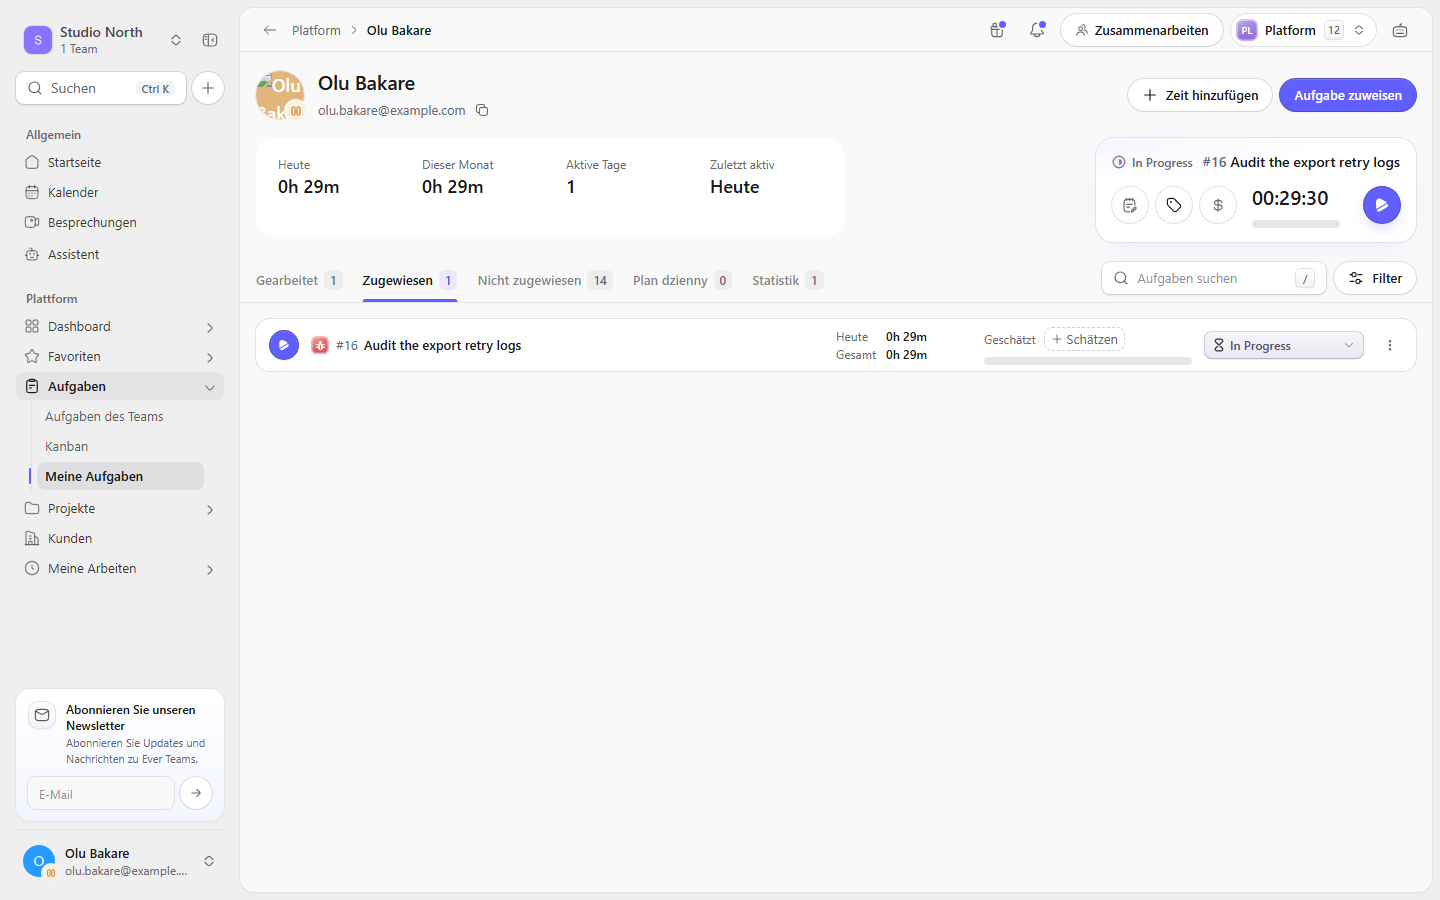 S
Studio North
1 Team
Suchen
Ctrl K
Allgemein
Startseite
Kalender
Besprechungen
Assistent
Plattform
Dashboard
Favoriten
Aufgaben
Aufgaben des Teams
Kanban
Meine Aufgaben
Projekte
Kunden
Meine Arbeiten
Abonnieren Sie unseren
Newsletter
Abonnieren Sie Updates und
Nachrichten zu Ever Teams.
E-Mail
O
Olu Bakare
olu.bakare@example....
Platform
Olu Bakare
Zusammenarbeiten
PL
Platform
12
Olu
Olu Bakare
olu.bakare@example.com
Zeit hinzufügen
Aufgabe zuweisen
Heute
0h 29m
Dieser Monat
0h 29m
Aktive Tage
1
Zuletzt aktiv
Heute
In Progress
#16 Audit the export retry logs
$
00:29:30
Gearbeitet 1
Zugewiesen 1
Nicht zugewiesen 14
Plan dzienny 0
Statistik 1
Aufgaben suchen
/
Filter
#16 Audit the export retry logs
Heute 0h 29m
Gesamt 0h 29m
Geschätzt
+ Schätzen
In Progress